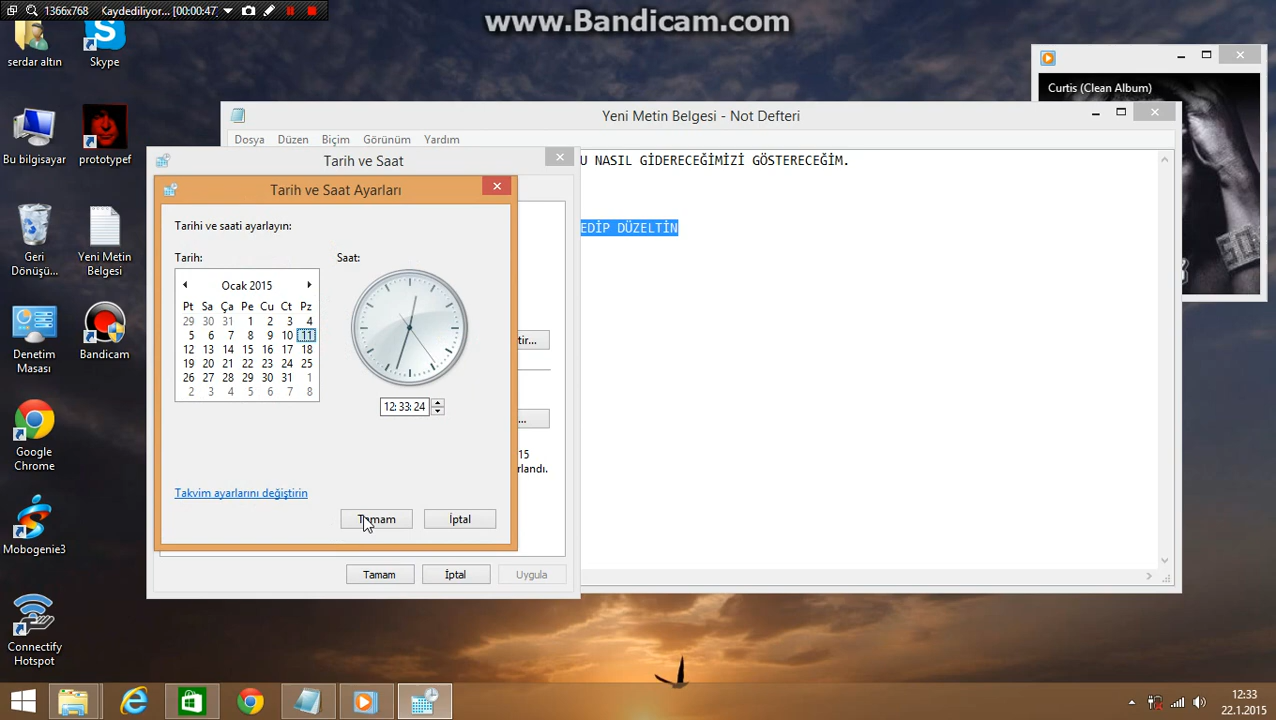 1366x768 Kaydediliyor... [00:00:47]
www.Bandicam.com
serdar altın
Skype
Bu bilgisayar
prototypef
Geri
Dönüşü...
Yeni Metin
Belgesi
Denetim
Masası
Bandicam
Google
Chrome
Mobogenie3
Connectify
Hotspot
Curtis (Clean Album)
Yeni Metin Belgesi - Not Defteri
Dosya Düzen Biçim Görünüm Yardım
U NASIL GİDERECEĞİMİZİ GÖSTERECEĞİM.
EDİP DÜZELTİN
Tarih ve Saat
tir...
...
15
rlandı.
Tamam İptal Uygula
Tarih ve Saat Ayarları
Tarihi ve saati ayarlayın:
Tarih:
Saat:
Ocak 2015
Pt Sa Ça Pe Cu Ct Pz
29 30 31 1 2 3 4
5 6 7 8 9 10 11
12 13 14 15 16 17 18
19 20 21 22 23 24 25
26 27 28 29 30 31 1
2 3 4 5 6 7 8
12:33:24
Takvim ayarlarını değiştirin
Tamam İptal
12:33
22.1.2015